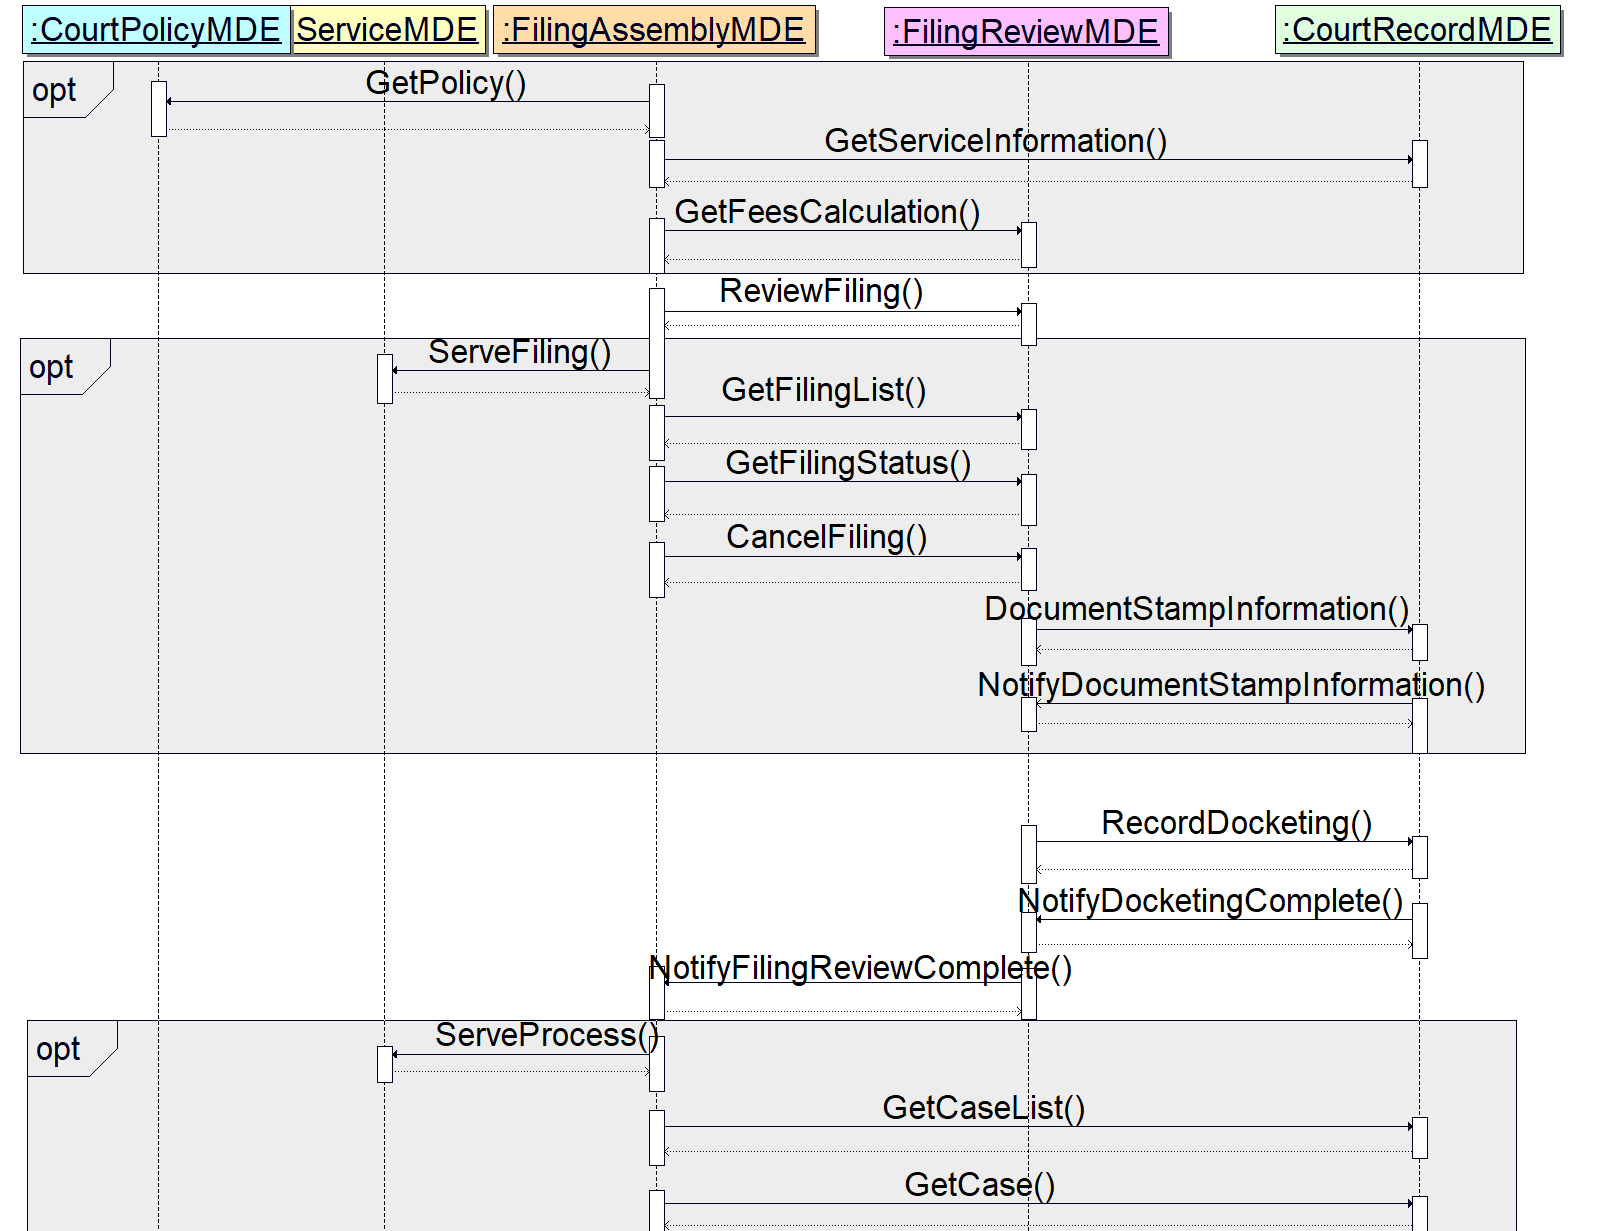 :CourtPolicyMDE ServiceMDE :FilingAssemblyMDE :FilingReviewMDE :CourtRecordMDE
opt
GetPolicy()
GetServiceInformation()
GetFeesCalculation()
ReviewFiling()
opt
ServeFiling()
GetFilingList()
GetFilingStatus()
CancelFiling()
DocumentStampInformation()
NotifyDocumentStampInformation()
RecordDocketing()
NotifyDocketingComplete()
NotifyFilingReviewComplete()
opt
ServeProcess()
GetCaseList()
GetCase()